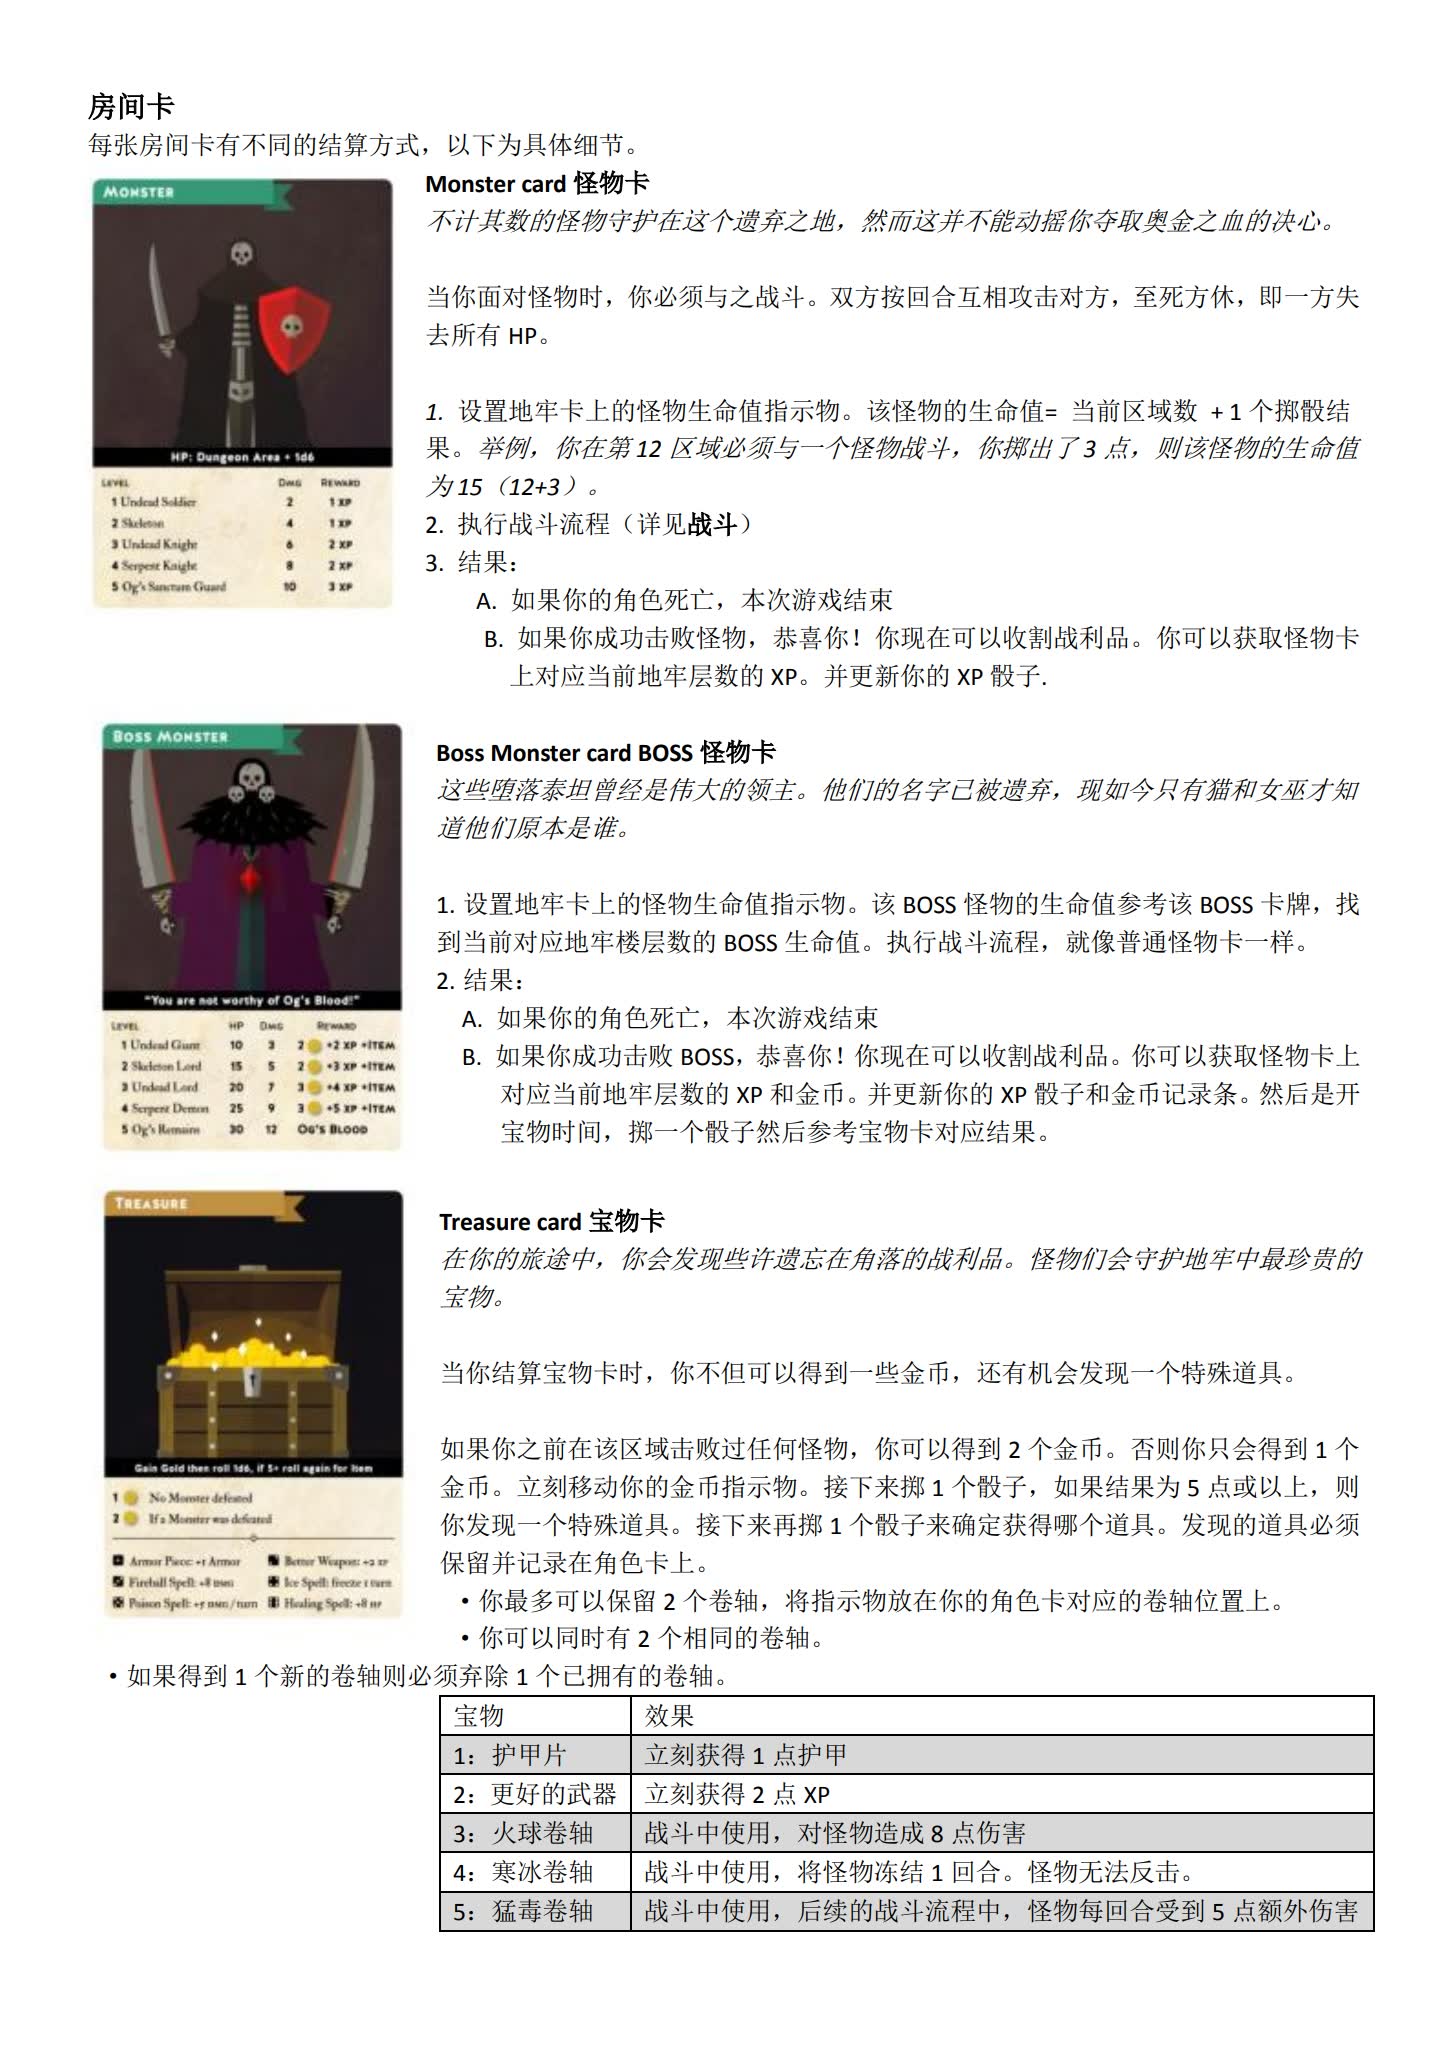 房间卡
每张房间卡有不同的结算方式，以下为具体细节。
MONSTER
HP: Dungeon Area + 1d6
LEVEL DMG REWARD
1 Undead Soldier 2 1 XP
2 Skeleton 4 1 XP
3 Undead Knight 6 2 XP
4 Serpent Knight 8 2 XP
5 Og's Sanctum Guard 10 3 XP
Monster card 怪物卡
不计其数的怪物守护在这个遗弃之地，然而这并不能动摇你夺取奥金之血的决心。
当你面对怪物时，你必须与之战斗。双方按回合互相攻击对方，至死方休，即一方失
去所有 HP。
1. 设置地牢卡上的怪物生命值指示物。该怪物的生命值= 当前区域数 + 1 个掷骰结
果。举例，你在第 12 区域必须与一个怪物战斗，你掷出了 3 点，则该怪物的生命值
为 15（12+3）。
2. 执行战斗流程（详见战斗）
3. 结果：
A. 如果你的角色死亡，本次游戏结束
B. 如果你成功击败怪物，恭喜你！你现在可以收割战利品。你可以获取怪物卡
上对应当前地牢层数的 XP。并更新你的 XP 骰子.
BOSS MONSTER
"You are not worthy of Og's Blood!"
LEVEL HP DMG REWARD
1 Undead Giant 10 3 2 +2 XP +ITEM
2 Skeleton Lord 15 5 2 +3 XP +ITEM
3 Undead Lord 20 7 3 +4 XP +ITEM
4 Serpent Demon 25 9 3 +5 XP +ITEM
5 Og's Remains 30 12 OG'S BLOOD
Boss Monster card BOSS 怪物卡
这些堕落泰坦曾经是伟大的领主。他们的名字已被遗弃，现如今只有猫和女巫才知
道他们原本是谁。
1. 设置地牢卡上的怪物生命值指示物。该 BOSS 怪物的生命值参考该 BOSS 卡牌，找
到当前对应地牢楼层数的 BOSS 生命值。执行战斗流程，就像普通怪物卡一样。
2. 结果：
A. 如果你的角色死亡，本次游戏结束
B. 如果你成功击败 BOSS，恭喜你！你现在可以收割战利品。你可以获取怪物卡上
对应当前地牢层数的 XP 和金币。并更新你的 XP 骰子和金币记录条。然后是开
宝物时间，掷一个骰子然后参考宝物卡对应结果。
TREASURE
Gain Gold then roll 1d6, if 5+ roll again for Item
1 No Monster defeated
2 If a Monster was defeated
Armor Piece: +1 Armor Better Weapon: +2 XP
Fireball Spell: +8 DMG Ice Spell: freeze 1 turn
Poison Spell: +5 DMG/turn Healing Spell: +8 HP
Treasure card 宝物卡
在你的旅途中，你会发现些许遗忘在角落的战利品。怪物们会守护地牢中最珍贵的
宝物。
当你结算宝物卡时，你不但可以得到一些金币，还有机会发现一个特殊道具。
如果你之前在该区域击败过任何怪物，你可以得到 2 个金币。否则你只会得到 1 个
金币。立刻移动你的金币指示物。接下来掷 1 个骰子，如果结果为 5 点或以上，则
你发现一个特殊道具。接下来再掷 1 个骰子来确定获得哪个道具。发现的道具必须
保留并记录在角色卡上。
• 你最多可以保留 2 个卷轴，将指示物放在你的角色卡对应的卷轴位置上。
• 你可以同时有 2 个相同的卷轴。
• 如果得到 1 个新的卷轴则必须弃除 1 个已拥有的卷轴。
宝物 效果
1：护甲片 立刻获得 1 点护甲
2：更好的武器 立刻获得 2 点 XP
3：火球卷轴 战斗中使用，对怪物造成 8 点伤害
4：寒冰卷轴 战斗中使用，将怪物冻结 1 回合。怪物无法反击。
5：猛毒卷轴 战斗中使用，后续的战斗流程中，怪物每回合受到 5 点额外伤害